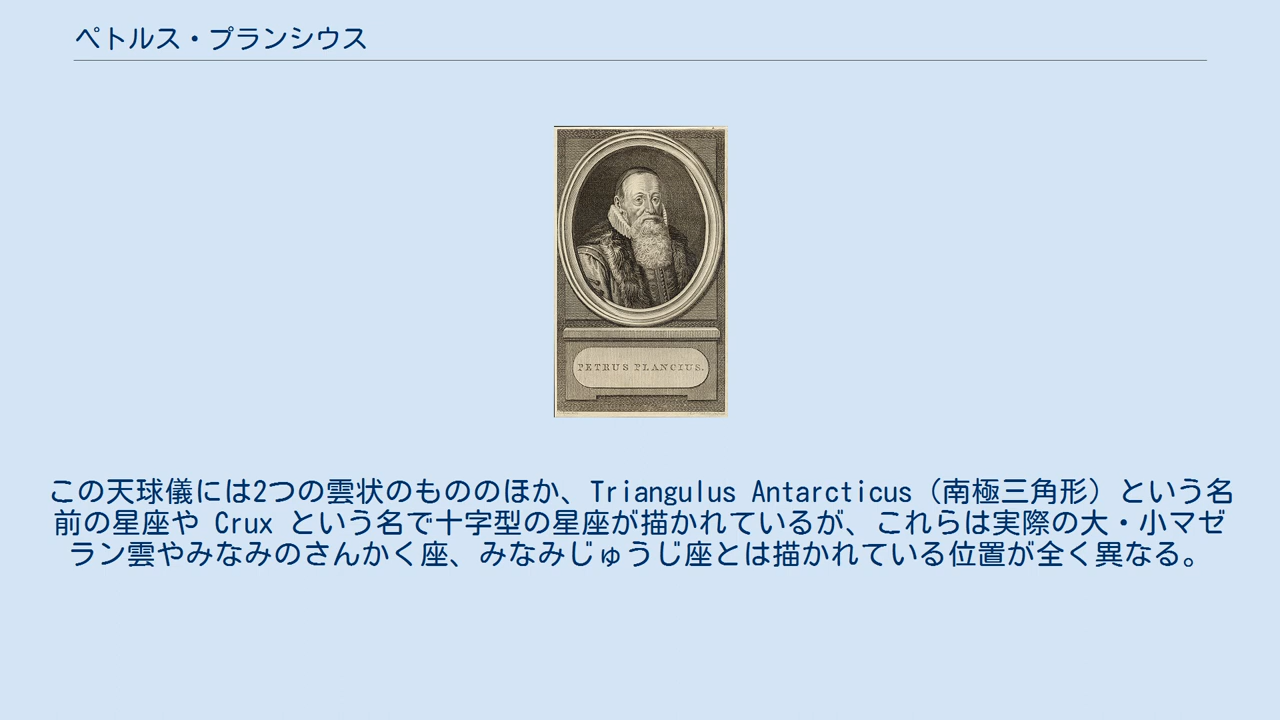 ペトルス・プランシウス
PETRUS PLANCIUS.
この天球儀には2つの雲状のもののほか、Triangulus Antarcticus（南極三角形）という名
前の星座や Crux という名で十字型の星座が描かれているが、これらは実際の大・小マゼ
ラン雲やみなみのさんかく座、みなみじゅうじ座とは描かれている位置が全く異なる。